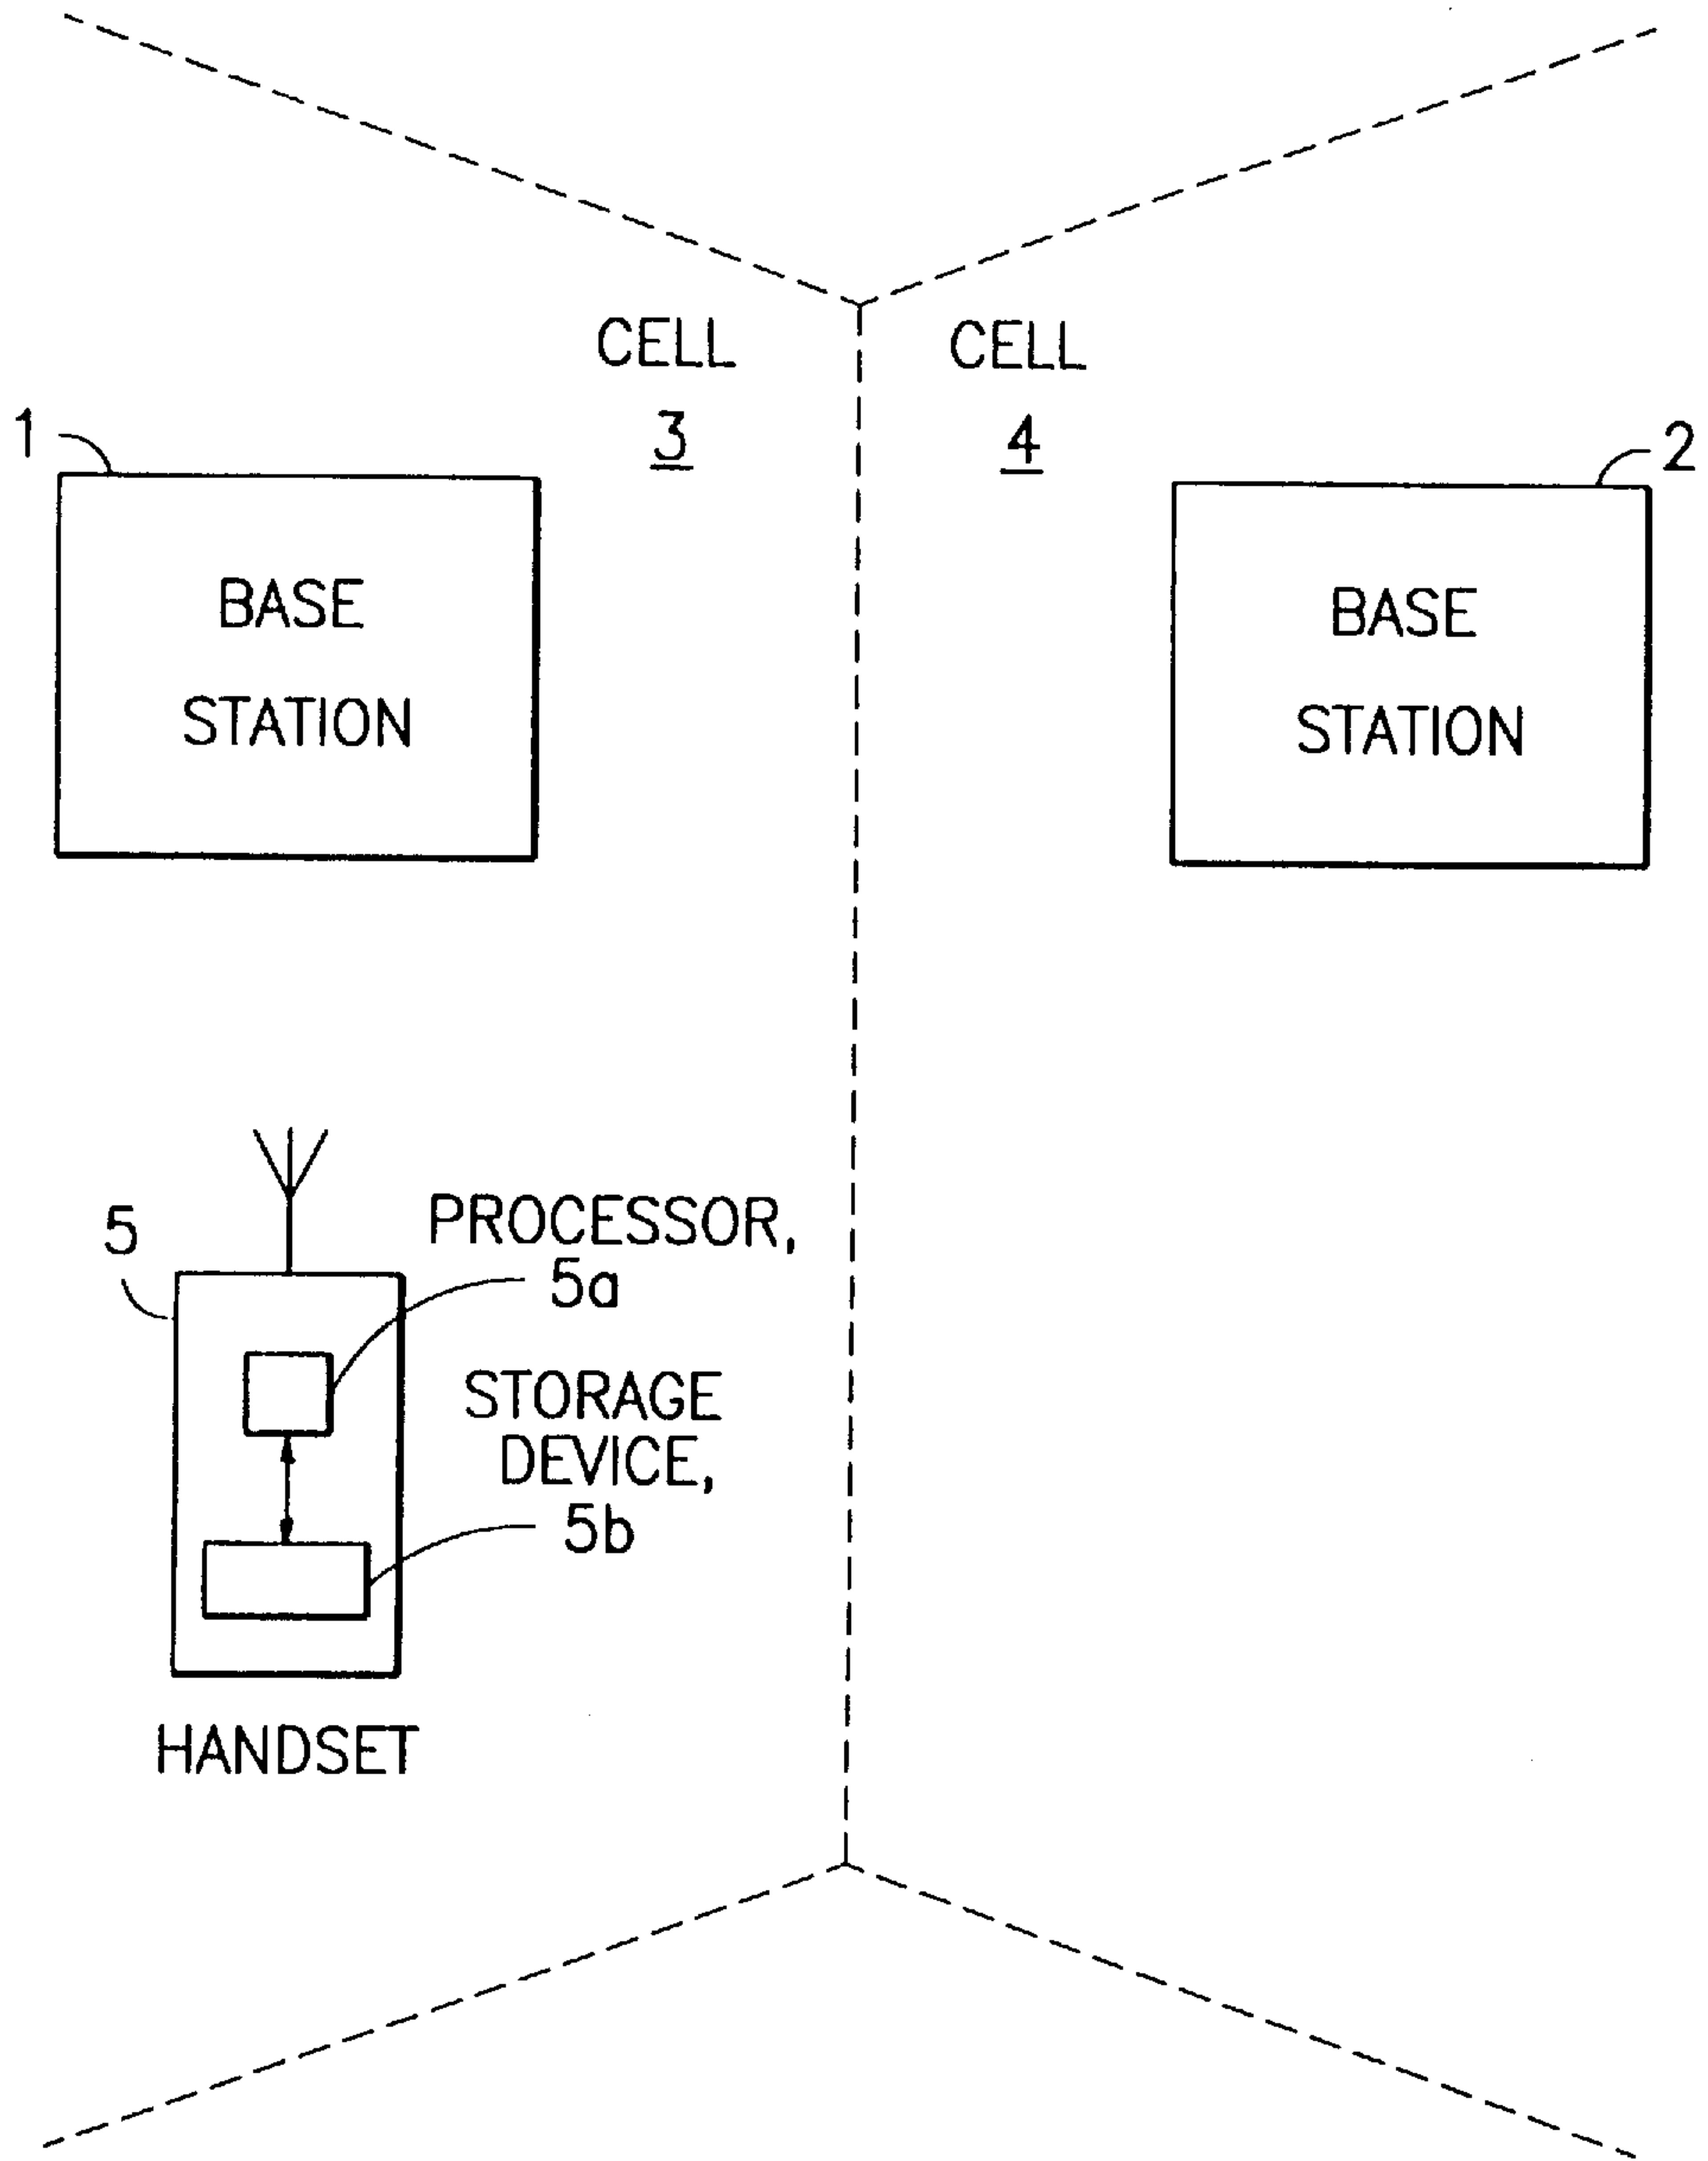 CELL
3
CELL
4
1
BASE
STATION
2
BASE
STATION
5
PROCESSOR,
5a
STORAGE
DEVICE,
5b
HANDSET